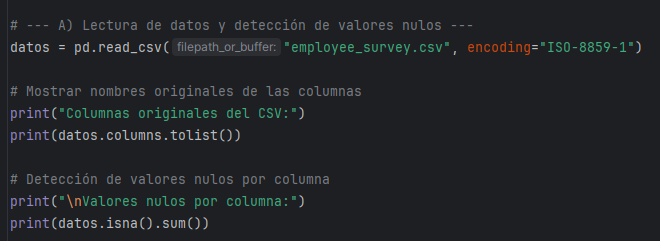 # --- A) Lectura de datos y detección de valores nulos ---
datos = pd.read_csv( filepath_or_buffer: "employee_survey.csv", encoding="ISO-8859-1")
# Mostrar nombres originales de las columnas
print("Columnas originales del CSV:")
print(datos.columns.tolist())
# Detección de valores nulos por columna
print("\nValores nulos por columna:")
print(datos.isna().sum())